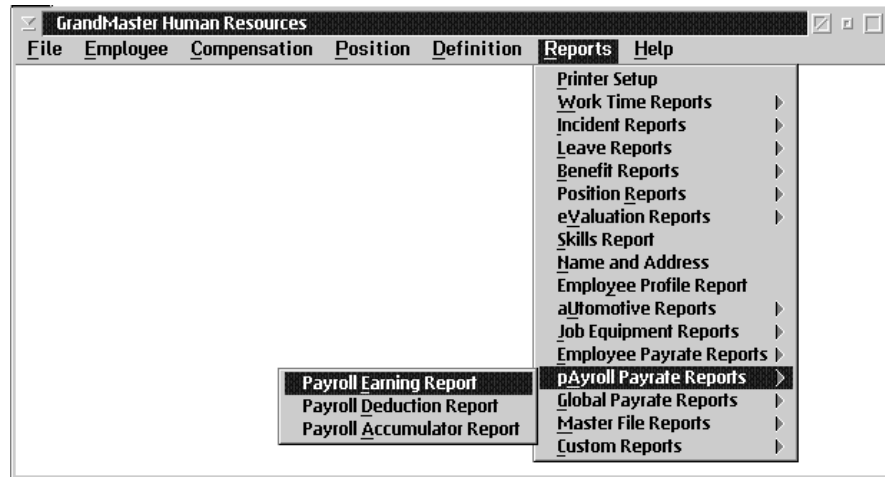 GrandMaster Human Resources
File Employee Compensation Position Definition Reports Help
Printer Setup
Work Time Reports
Incident Reports
Leave Reports
Benefit Reports
Position Reports
eValuation Reports
Skills Report
Name and Address
Employee Profile Report
aUtomotive Reports
Job Equipment Reports
Employee Payrate Reports
pAyroll Payrate Reports
Global Payrate Reports
Master File Reports
Custom Reports
Payroll Earning Report
Payroll Deduction Report
Payroll Accumulator Report